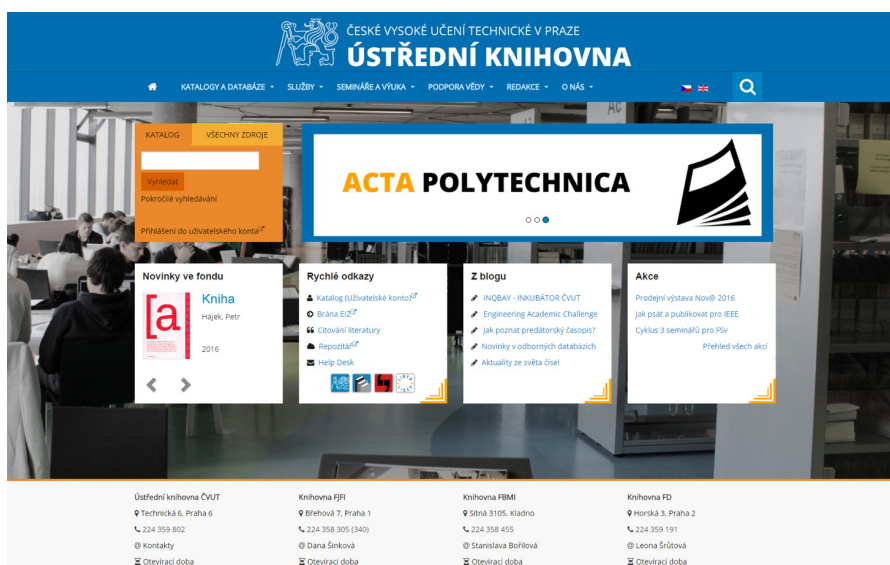 ČESKÉ VYSOKÉ UČENÍ TECHNICKÉ V PRAZE
ÚSTŘEDNÍ KNIHOVNA
KATALOGY A DATABÁZE SLUŽBY SEMINÁŘE A VÝUKA PODPORA VĚDY REDAKCE O NÁS
KATALOG VŠECHNY ZDROJE
Vyhledat
Pokročilé vyhledávání
Přihlášení do uživatelského konta
ACTA POLYTECHNICA
Novinky ve fondu
Kniha
Hájek, Petr
2016
Rychlé odkazy
Katalog (Uživatelské konto)
Brána EIZ
Citování literatury
Repozitář
Help Desk
Z blogu
INQBAY - INKUBÁTOR ČVUT
Engineering Academic Challenge
Jak poznat predátorský časopis?
Novinky v odborných databázích
Aktuality ze světa čísel
Akce
Prodejní výstava Nov@ 2016
Jak psát a publikovat pro IEEE
Cyklus 3 seminářů pro FSv
Přehled všech akcí
Ústřední knihovna ČVUT
Technická 6, Praha 6
224 359 802
@ Kontakty
Otevírací doba
Knihovna FJFI
Břehová 7, Praha 1
224 358 305 (340)
@ Dana Šinková
Otevírací doba
Knihovna FBMI
Sítná 3105, Kladno
224 358 455
@ Stanislava Bořilová
Otevírací doba
Knihovna FD
Horská 3, Praha 2
224 359 191
@ Leona Šrůtová
Otevírací doba